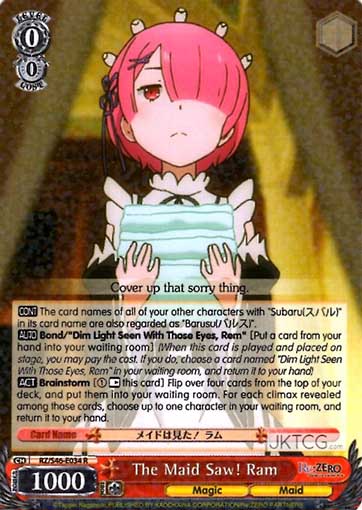 LEVEL
0
0
COST
Cover up that sorry thing.
CONT The card names of all of your other characters with "Subaru(スバル)"
in its card name are also regarded as "Barusu(バルス)".
AUTO Bond/"Dim Light Seen With Those Eyes, Rem" [Put a card from your
hand into your waiting room] (When this card is played and placed on
stage, you may pay the cost. If you do, choose a card named "Dim Light Seen
With Those Eyes, Rem" in your waiting room, and return it to your hand)
ACT Brainstorm [① this card] Flip over four cards from the top of
your deck, and put them into your waiting room. For each climax revealed
among those cards, choose up to one character in your waiting room, and
return it to your hand.
Card Name
メイドは見た! ラム
JKTCG.com
CH
RZ/S46-E034 R
The Maid Saw! Ram
Re:ZERO
1000
Magic
Maid